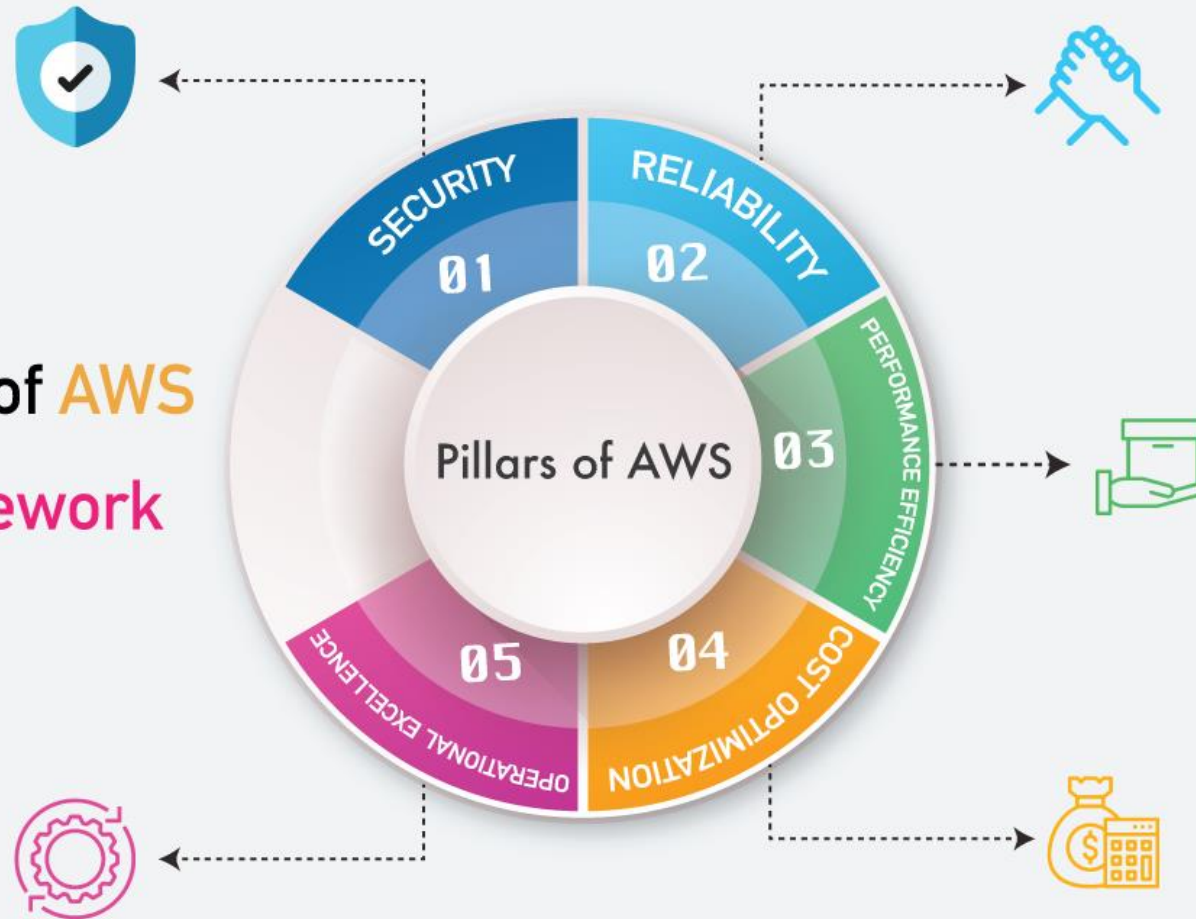 SECURITY
01
RELIABILITY
02
of AWS
ework
Pillars of AWS
03
PERFORMANCE EFFICIENCY
04
COST OPTIMIZATION
05
OPERATIONAL EXCELLENCE
$